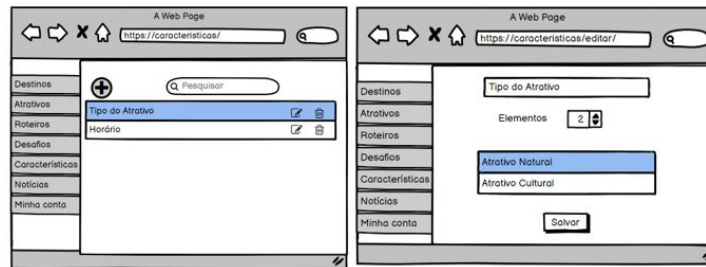 A Web Page
https://caracteristicas/
Destinos
Atrativos
Roteiros
Desafios
Características
Notícias
Minha conta
Pesquisar
Tipo do Atrativo
Horário
A Web Page
https://caracteristicas/editar/
Destinos
Atrativos
Roteiros
Desafios
Características
Notícias
Minha conta
Tipo do Atrativo
Elementos 2
Atrativo Natural
Atrativo Cultural
Salvar